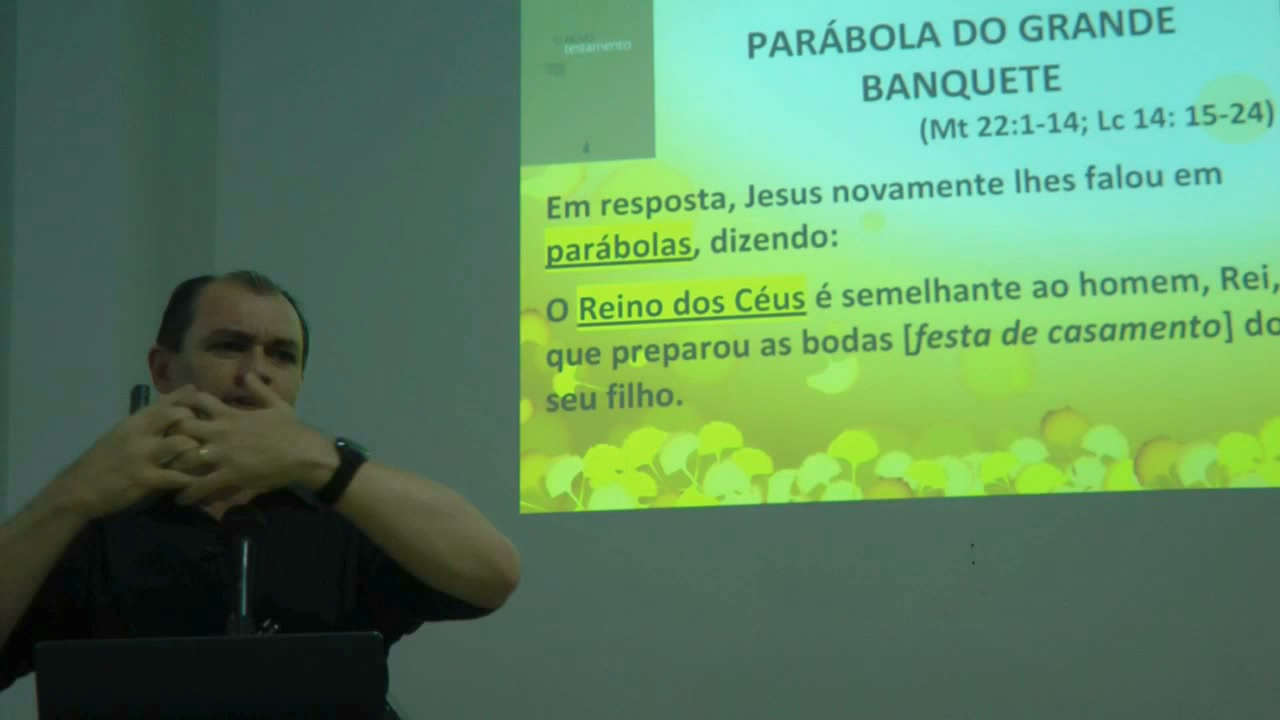 O NOVO
testamento
PARÁBOLA DO GRANDE
BANQUETE
(Mt 22:1-14; Lc 14: 15-24)
Em resposta, Jesus novamente lhes falou em
parábolas, dizendo:
O Reino dos Céus é semelhante ao homem, Rei,
que preparou as bodas [festa de casamento] do
seu filho.